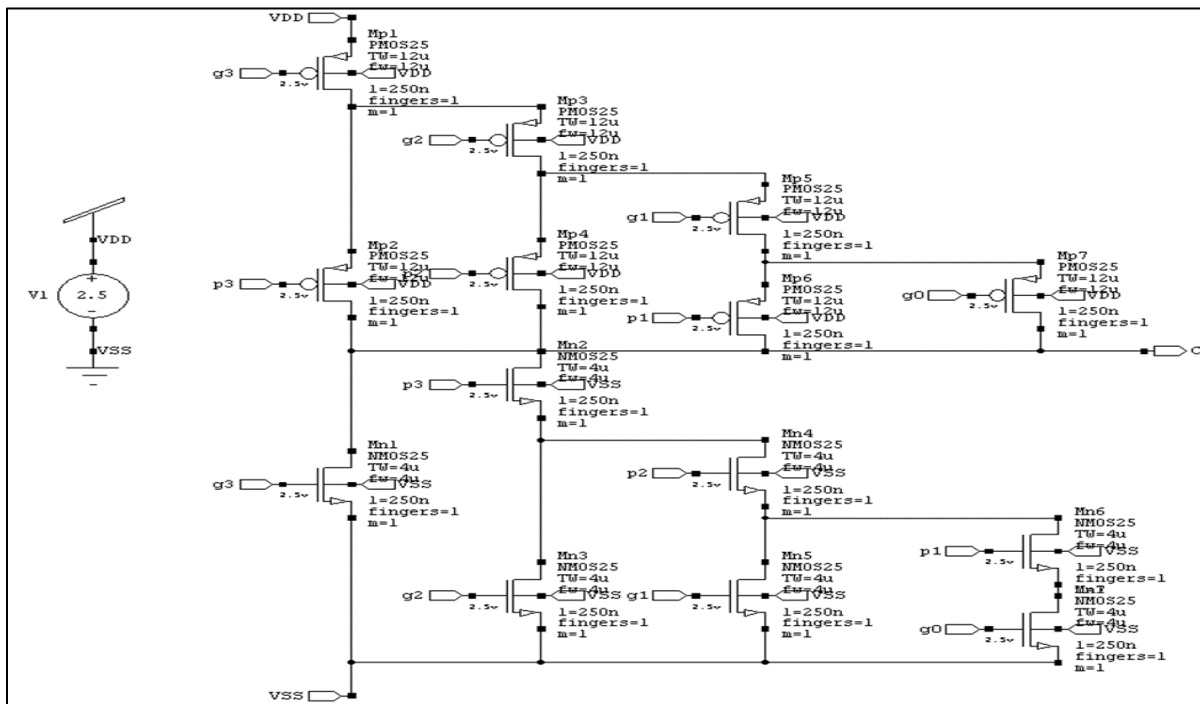 VDD
Mp1
PMOS25
TW=12u
fw=12u
g3
VDD
2.5v
l=250n
fingers=1
m=1
Mp3
PMOS25
TW=12u
fw=12u
g2
VDD
2.5v
l=250n
fingers=1
m=1
Mp5
PMOS25
TW=12u
fw=12u
g1
VDD
2.5v
l=250n
fingers=1
m=1
VDD
V1
2.5
VSS
Mp2
PMOS25
TW=12u
fw=12u
p3
VDD
2.5v
l=250n
fingers=1
m=1
Mp4
PMOS25
TW=12u
fw=12u
VDD
2.5v
l=250n
fingers=1
m=1
Mp6
PMOS25
TW=12u
fw=12u
p1
VDD
2.5v
l=250n
fingers=1
m=1
Mp7
PMOS25
TW=12u
fw=12u
g0
VDD
2.5v
l=250n
fingers=1
m=1
Mn2
NMOS25
TW=4u
fw=4u
p3
VSS
2.5v
l=250n
fingers=1
m=1
Mn1
NMOS25
TW=4u
fw=4u
g3
VSS
2.5v
l=250n
fingers=1
m=1
Mn4
NMOS25
TW=4u
fw=4u
p2
VSS
2.5v
l=250n
fingers=1
m=1
Mn3
NMOS25
TW=4u
fw=4u
g2
VSS
2.5v
l=250n
fingers=1
m=1
Mn5
NMOS25
TW=4u
fw=4u
g1
VSS
2.5v
l=250n
fingers=1
m=1
Mn6
NMOS25
TW=4u
fw=4u
p1
VSS
2.5v
l=250n
fingers=1
NMOS25
TW=4u
fw=4u
g0
VSS
2.5v
l=250n
fingers=1
m=1
VSS